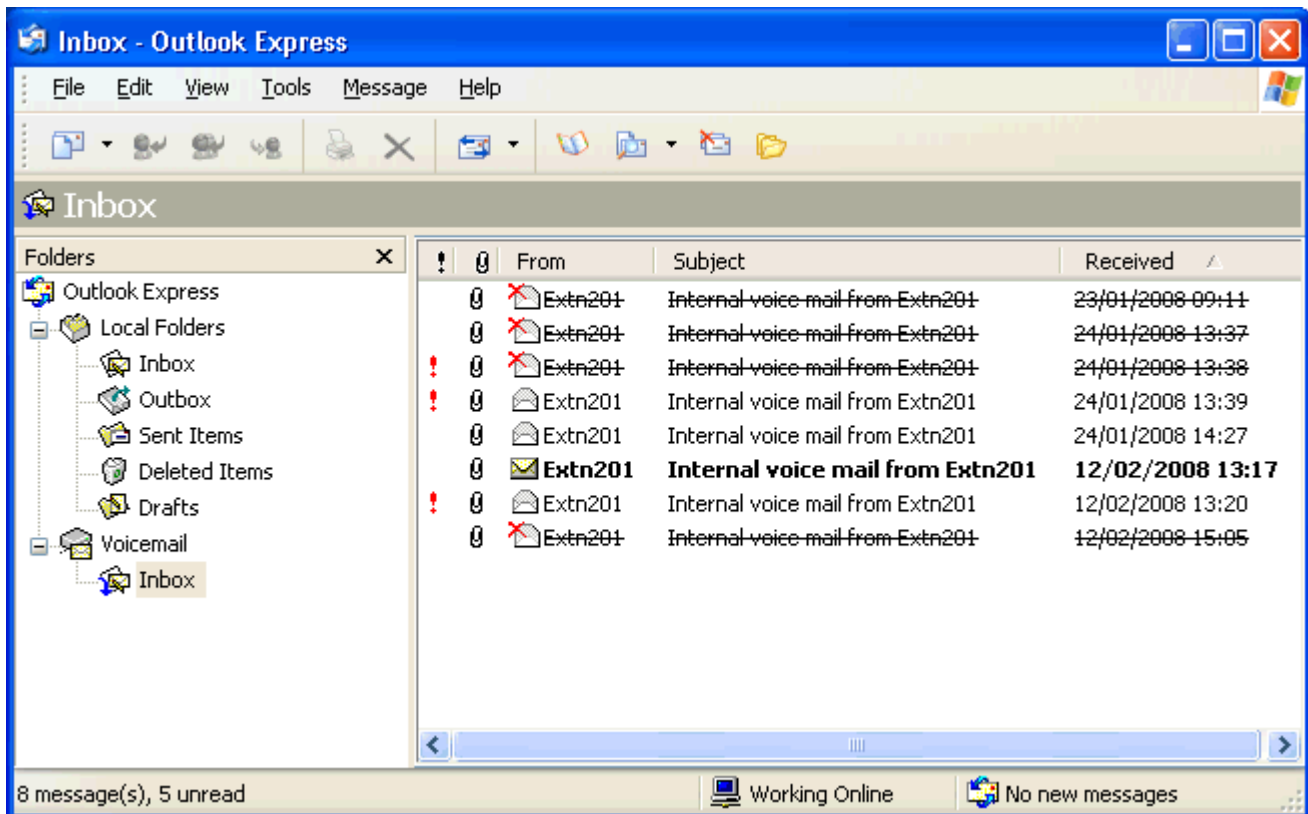 Inbox - Outlook Express
File Edit View Tools Message Help
Inbox
Folders
Outlook Express
Local Folders
Inbox
Outbox
Sent Items
Deleted Items
Drafts
Voicemail
Inbox
! From Subject Received
Extn201 Internal voice mail from Extn201 23/01/2008 09:11
Extn201 Internal voice mail from Extn201 24/01/2008 13:37
! Extn201 Internal voice mail from Extn201 24/01/2008 13:38
! Extn201 Internal voice mail from Extn201 24/01/2008 13:39
Extn201 Internal voice mail from Extn201 24/01/2008 14:27
Extn201 Internal voice mail from Extn201 12/02/2008 13:17
! Extn201 Internal voice mail from Extn201 12/02/2008 13:20
Extn201 Internal voice mail from Extn201 12/02/2008 15:05
8 message(s), 5 unread Working Online No new messages